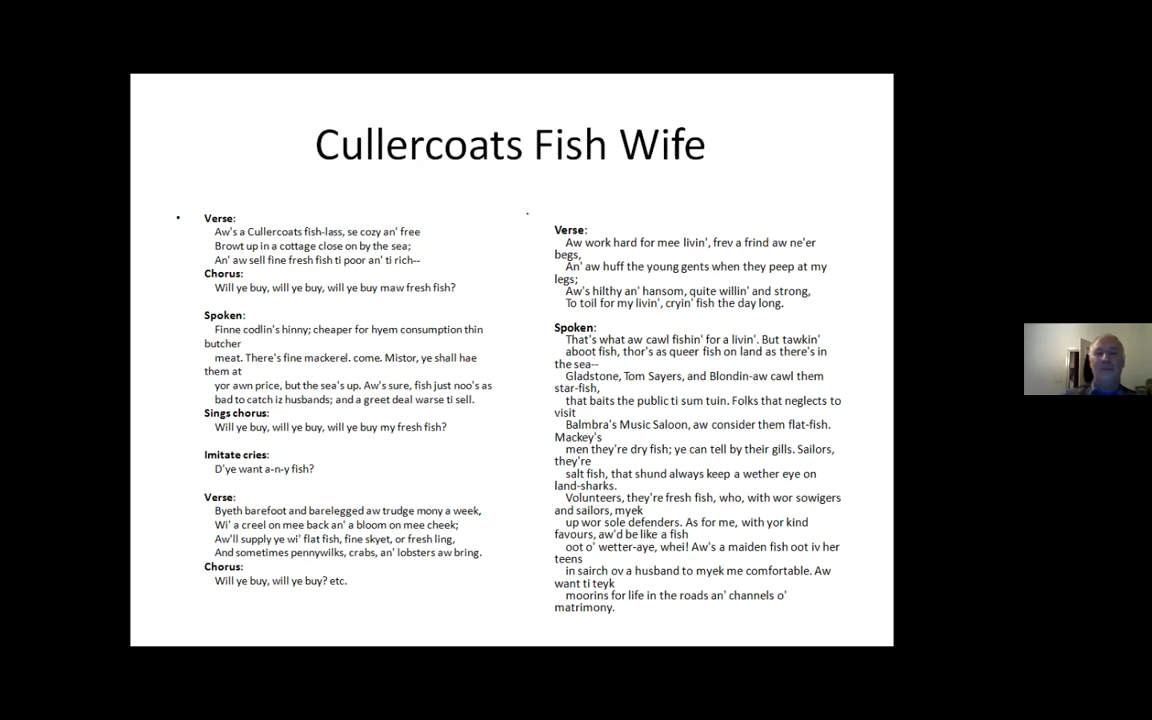 Cullercoats Fish Wife
Verse:
Aw's a Cullercoats fish-lass, se cozy an' free
Browt up in a cottage close on by the sea;
An' aw sell fine fresh fish ti poor an' ti rich--
Chorus:
Will ye buy, will ye buy, will ye buy maw fresh fish?
Spoken:
Finne codlin's hinny; cheaper for hyem consumption thin
butcher
meat. There's fine mackerel. come. Mistor, ye shall hae
them at
yor awn price, but the sea's up. Aw's sure, fish just noo's as
bad to catch iz husbands; and a greet deal warse ti sell.
Sings chorus:
Will ye buy, will ye buy, will ye buy my fresh fish?
Imitate cries:
D'ye want a-n-y fish?
Verse:
Byeth barefoot and barelegged aw trudge mony a week,
Wi' a creel on mee back an' a bloom on mee cheek;
Aw'll supply ye wi' flat fish, fine skyet, or fresh ling,
And sometimes pennywilks, crabs, an' lobsters aw bring.
Chorus:
Will ye buy, will ye buy? etc.
Verse:
Aw work hard for mee livin', frev a frind aw ne'er
begs,
An' aw huff the young gents when they peep at my
legs;
Aw's hilthy an' hansom, quite willin' and strong,
To toil for my livin', cryin' fish the day long.
Spoken:
That's what aw cawl fishin' for a livin'. But tawkin'
aboot fish, thor's as queer fish on land as there's in
the sea--
Gladstone, Tom Sayers, and Blondin-aw cawl them
star-fish,
that baits the public ti sum tuin. Folks that neglects to
visit
Balmbra's Music Saloon, aw consider them flat-fish.
Mackey's
men they're dry fish; ye can tell by their gills. Sailors,
they're
salt fish, that shund always keep a wether eye on
land-sharks.
Volunteers, they're fresh fish, who, with wor sowigers
and sailors, myek
up wor sole defenders. As for me, with yor kind
favours, aw'd be like a fish
oot o' wetter-aye, whei! Aw's a maiden fish oot iv her
teens
in sairch ov a husband to myek me comfortable. Aw
want ti teyk
moorins for life in the roads an' channels o'
matrimony.